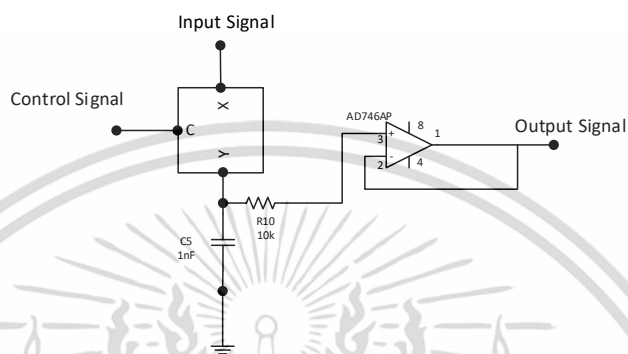 Input Signal
Control Signal
X
C
Y
AD746AP
8
1
3
+
-
2
4
Output Signal
R10
10k
C5
1nF